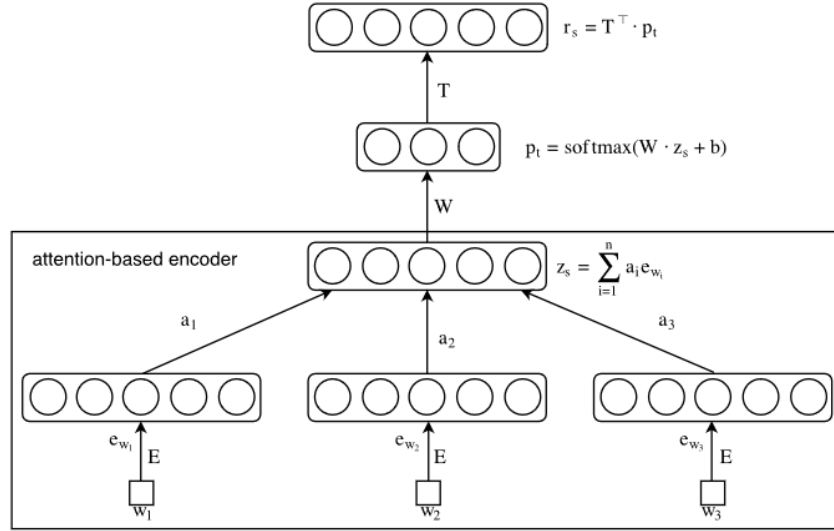 r_s = T^⊤ · p_t
T
p_t = softmax(W · z_s + b)
W
attention-based encoder
z_s = ∑_{i=1}^{n} a_i e_{w_i}
a_1
a_2
a_3
e_{w_1}
E
e_{w_2}
E
e_{w_3}
E
w_1
w_2
w_3